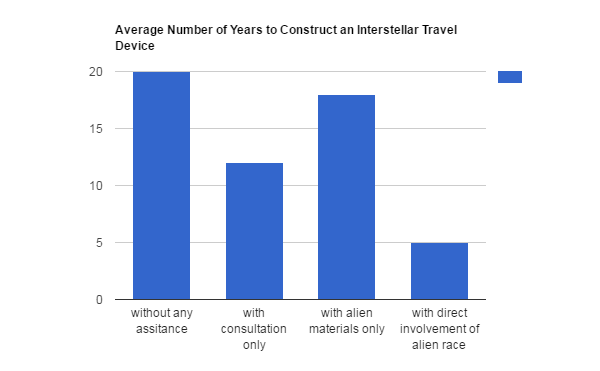 Average Number of Years to Construct an Interstellar Travel
Device
20
15
10
5
0
without any
assitance
with
consultation
only
with alien
materials only
with direct
involvement of
alien race